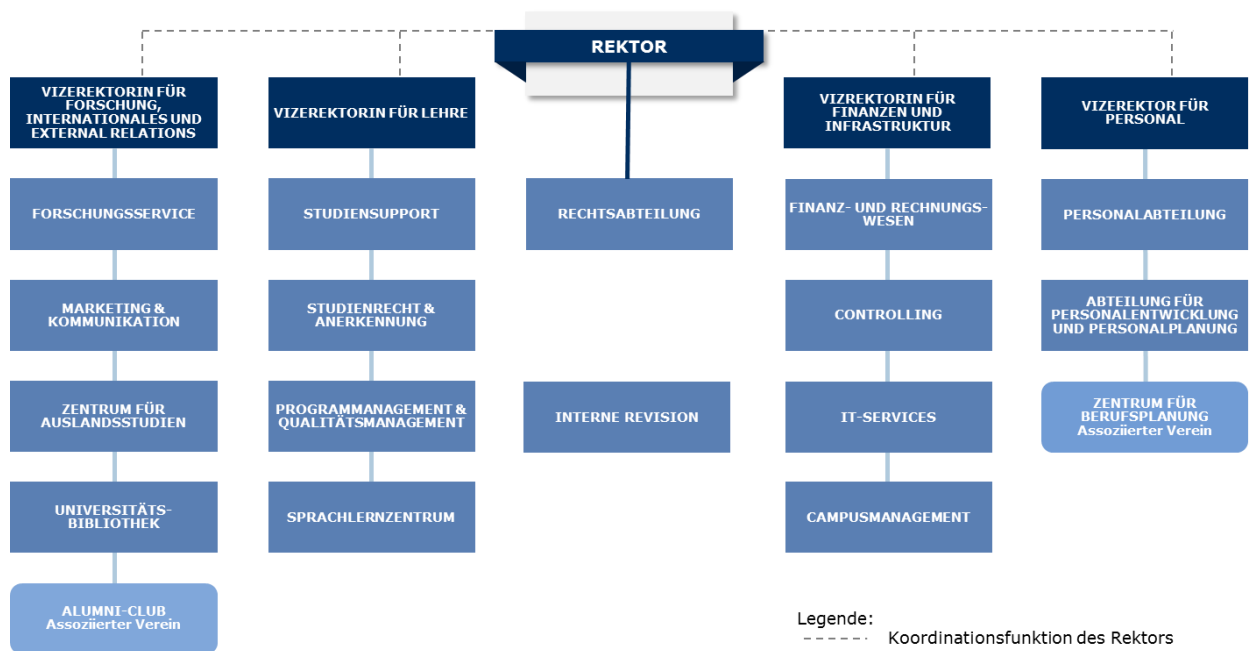 REKTOR
VIZEREKTORIN FÜR
FORSCHUNG,
INTERNATIONALES UND
EXTERNAL RELATIONS
FORSCHUNGSSERVICE
MARKETING &
KOMMUNIKATION
ZENTRUM FÜR
AUSLANDSSTUDIEN
UNIVERSITÄTS-
BIBLIOTHEK
ALUMNI-CLUB
Assoziierter Verein
VIZEREKTORIN FÜR LEHRE
STUDIENSUPPORT
STUDIENRECHT &
ANERKENNUNG
PROGRAMMANAGEMENT &
QUALITÄTSMANAGEMENT
SPRACHLERNZENTRUM
RECHTSABTEILUNG
INTERNE REVISION
VIZREKTORIN FÜR
FINANZEN UND
INFRASTRUKTUR
FINANZ- UND RECHNUNGS-
WESEN
CONTROLLING
IT-SERVICES
CAMPUSMANAGEMENT
VIZEREKTOR FÜR
PERSONAL
PERSONALABTEILUNG
ABTEILUNG FÜR
PERSONALENTWICKLUNG
UND PERSONALPLANUNG
ZENTRUM FÜR
BERUFSPLANUNG
Assoziierter Verein
Legende:
Koordinationsfunktion des Rektors